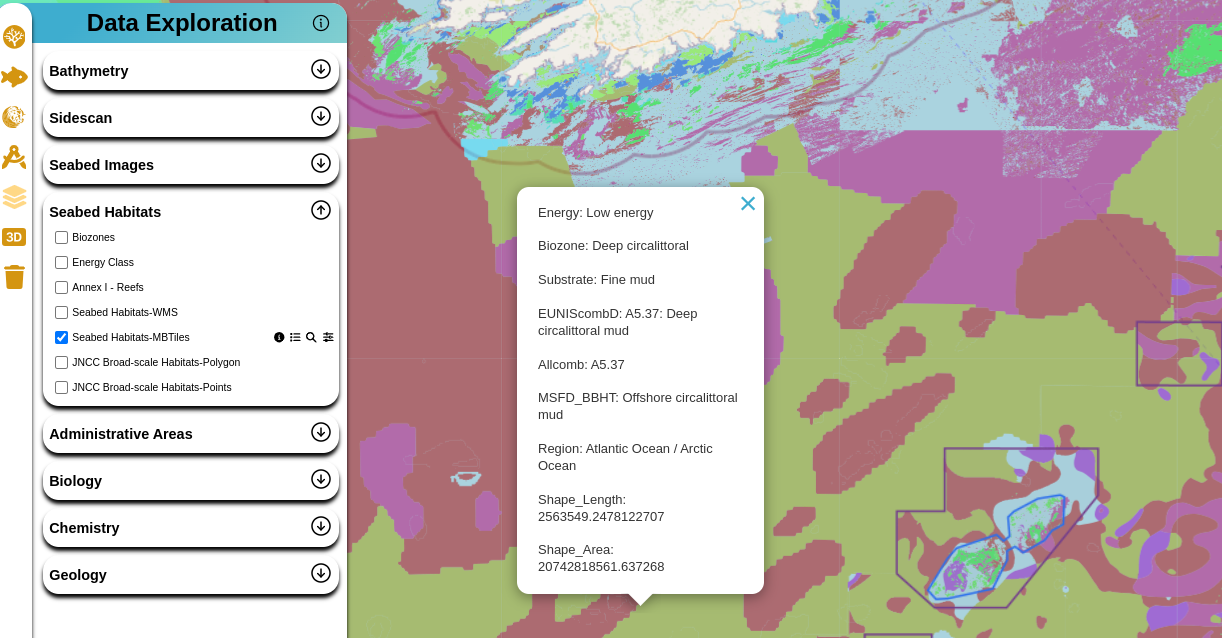 Data Exploration
Bathymetry
Sidescan
Seabed Images
Seabed Habitats
Biozones
Energy Class
Annex I - Reefs
Seabed Habitats-WMS
Seabed Habitats-MBTiles
JNCC Broad-scale Habitats-Polygon
JNCC Broad-scale Habitats-Points
Administrative Areas
Biology
Chemistry
Geology
3D
Energy: Low energy
Biozone: Deep circalittoral
Substrate: Fine mud
EUNIScombD: A5.37: Deep
circalittoral mud
Allcomb: A5.37
MSFD_BBHT: Offshore circalittoral
mud
Region: Atlantic Ocean / Arctic
Ocean
Shape_Length:
2563549.2478122707
Shape_Area:
20742818561.637268